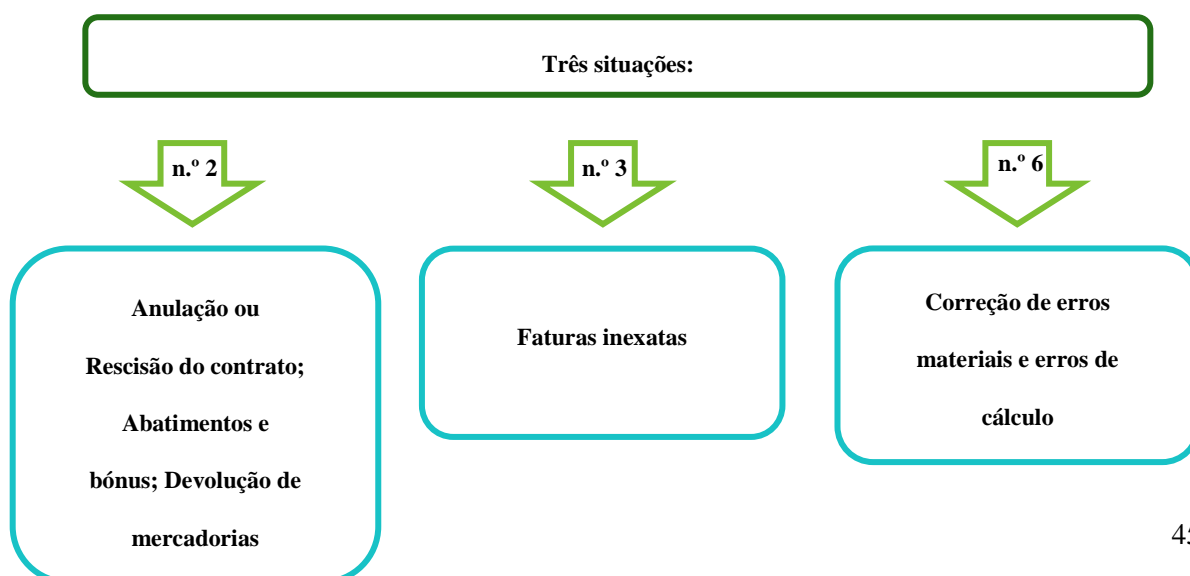 Três situações:
n.º 2
n.º 3
n.º 6
Anulação ou
Rescisão do contrato;
Abatimentos e
bónus; Devolução de
mercadorias
Faturas inexatas
Correção de erros
materiais e erros de
cálculo